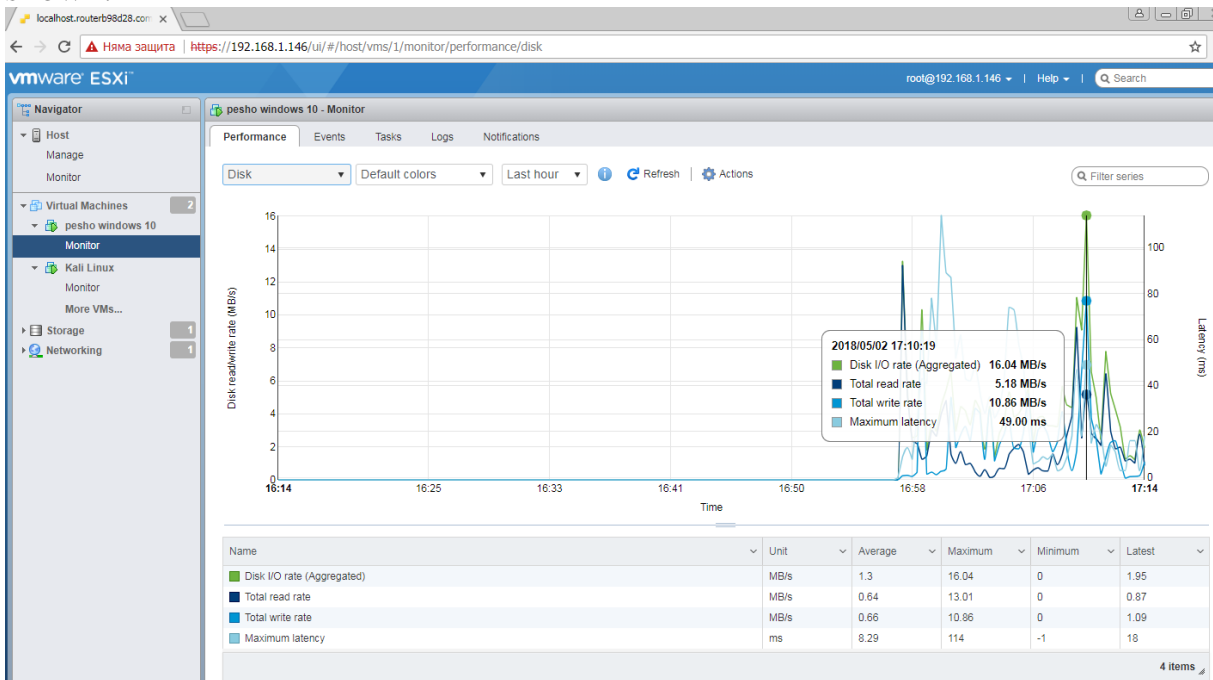 localhost.routerb98d28.com
Няма защита | https://192.168.1.146/ui/#/host/vms/1/monitor/performance/disk
vmware ESXi™
root@192.168.1.146 | Help | Search
Navigator
Host
Manage
Monitor
Virtual Machines 2
pesho windows 10
Monitor
Kali Linux
Monitor
More VMs...
Storage 1
Networking 1
pesho windows 10 - Monitor
Performance Events Tasks Logs Notifications
Disk Default colors Last hour Refresh | Actions Filter series
Disk read/write rate (MB/s)
16
14
12
10
8
6
4
2
0
100
80
60
40
20
0
Latency (ms)
2018/05/02 17:10:19
Disk I/O rate (Aggregated) 16.04 MB/s
Total read rate 5.18 MB/s
Total write rate 10.86 MB/s
Maximum latency 49.00 ms
16:14 16:25 16:33 16:41 16:50 16:58 17:06 17:14
Time
Name Unit Average Maximum Minimum Latest
Disk I/O rate (Aggregated) MB/s 1.3 16.04 0 1.95
Total read rate MB/s 0.64 13.01 0 0.87
Total write rate MB/s 0.66 10.86 0 1.09
Maximum latency ms 8.29 114 -1 18
4 items